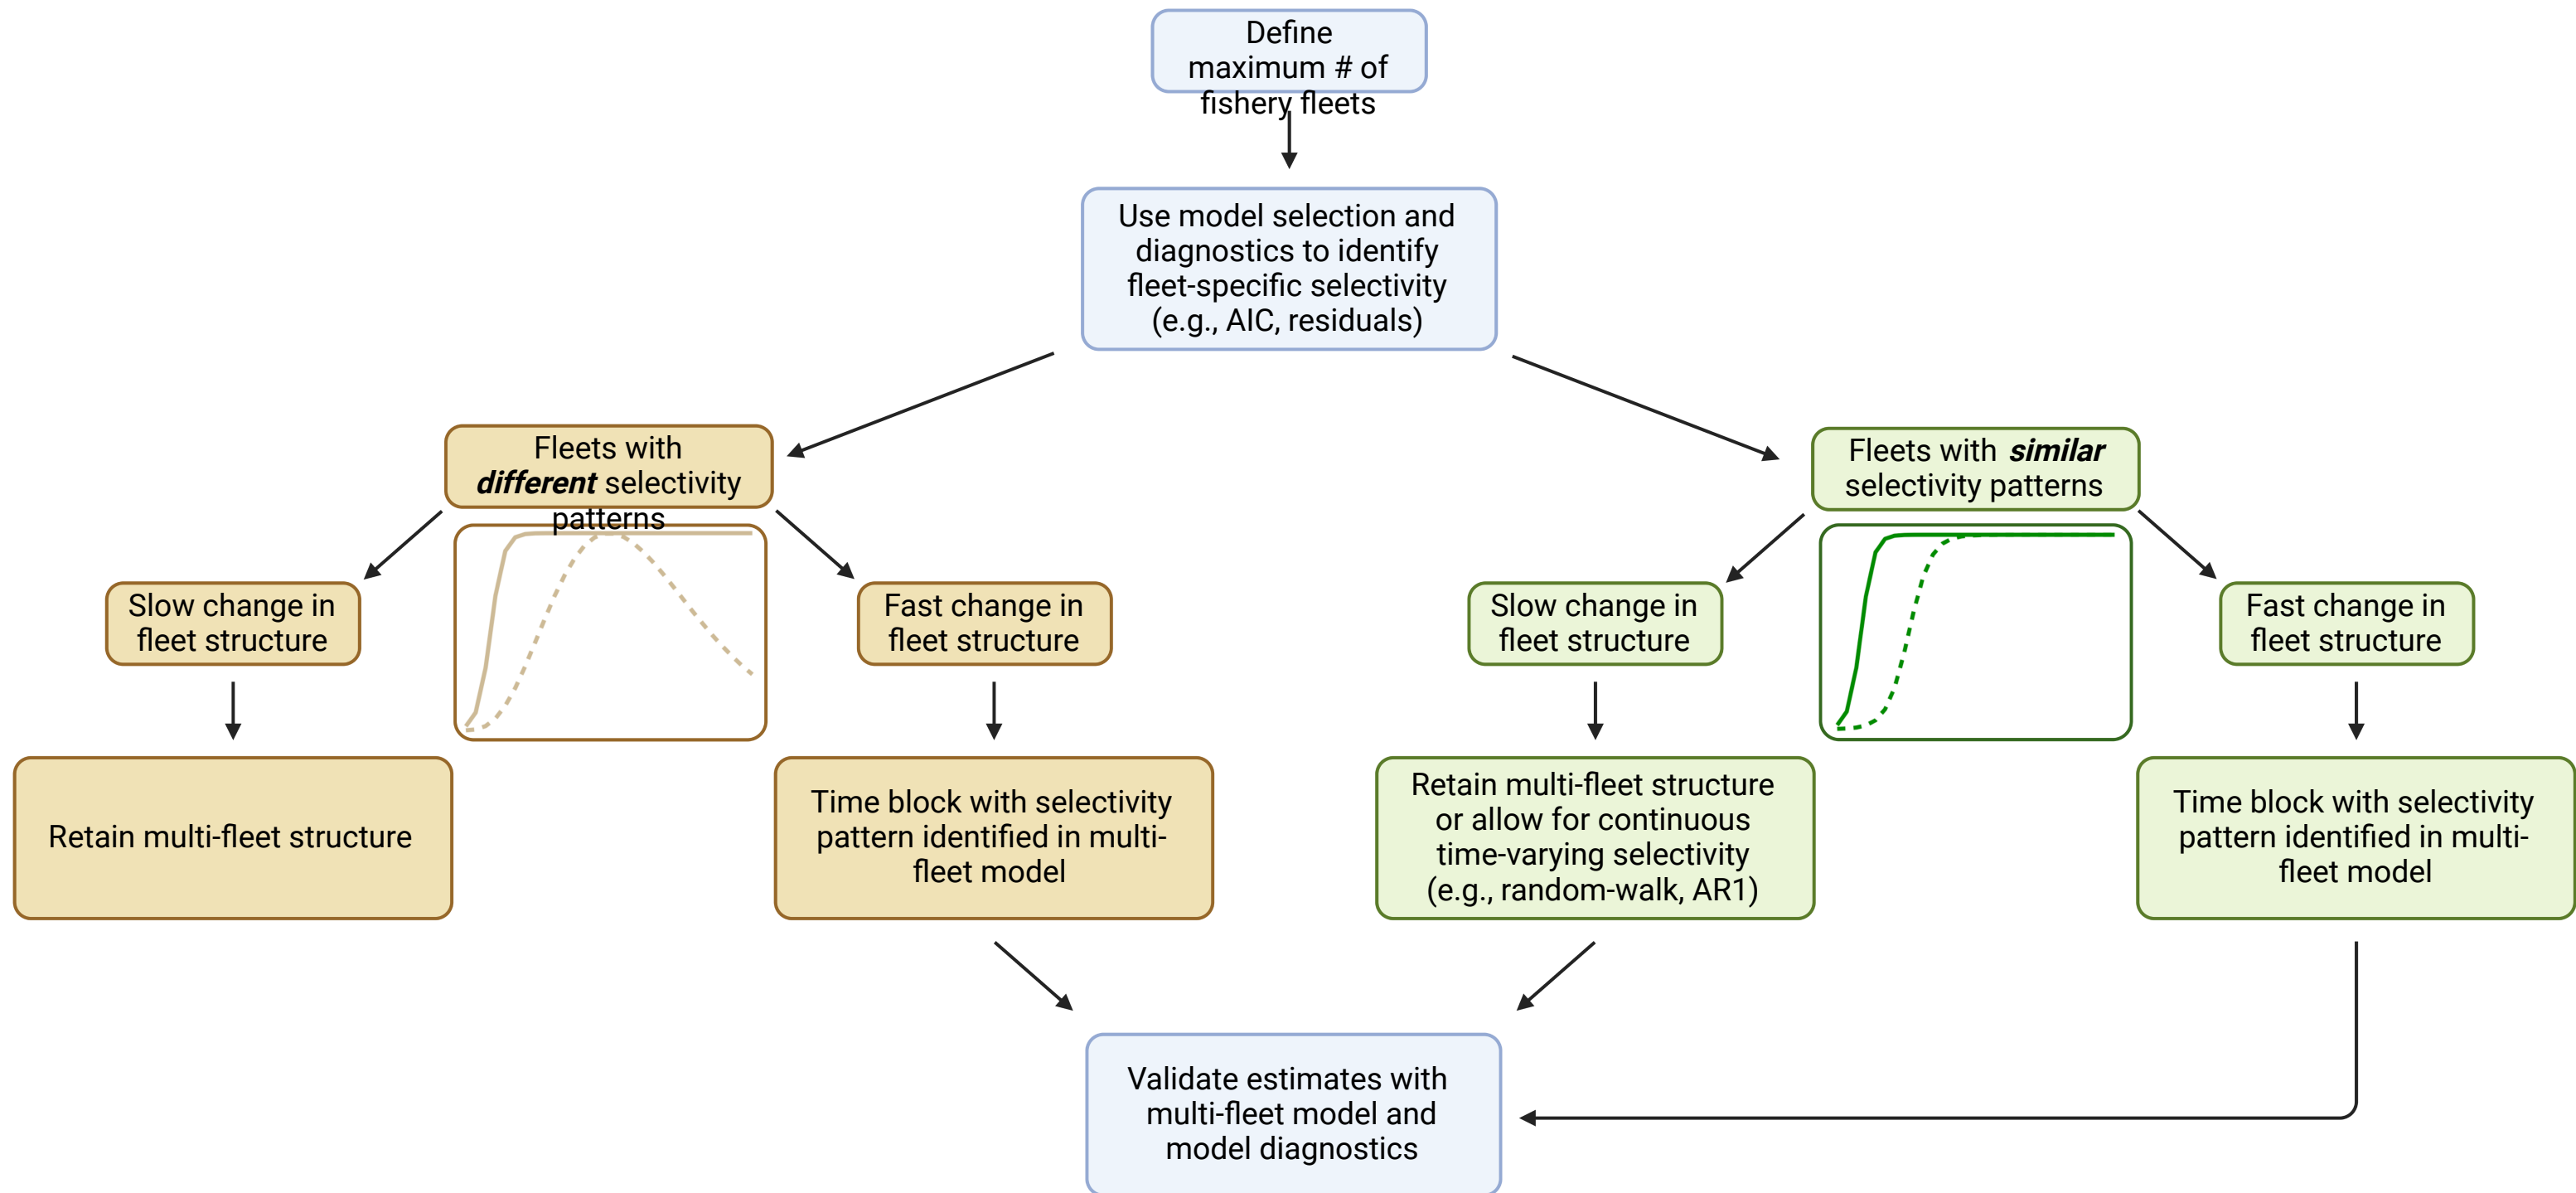 Define
maximum # of
fishery fleets
Use model selection and
diagnostics to identify
fleet-specific selectivity
(e.g., AIC, residuals)
Fleets with
different selectivity
patterns
Fleets with similar
selectivity patterns
Slow change in
fleet structure
Fast change in
fleet structure
Slow change in
fleet structure
Fast change in
fleet structure
Retain multi-fleet structure
Time block with selectivity
pattern identified in multi-
fleet model
Retain multi-fleet structure
or allow for continuous
time-varying selectivity
(e.g., random-walk, AR1)
Time block with selectivity
pattern identified in multi-
fleet model
Validate estimates with
multi-fleet model and
model diagnostics